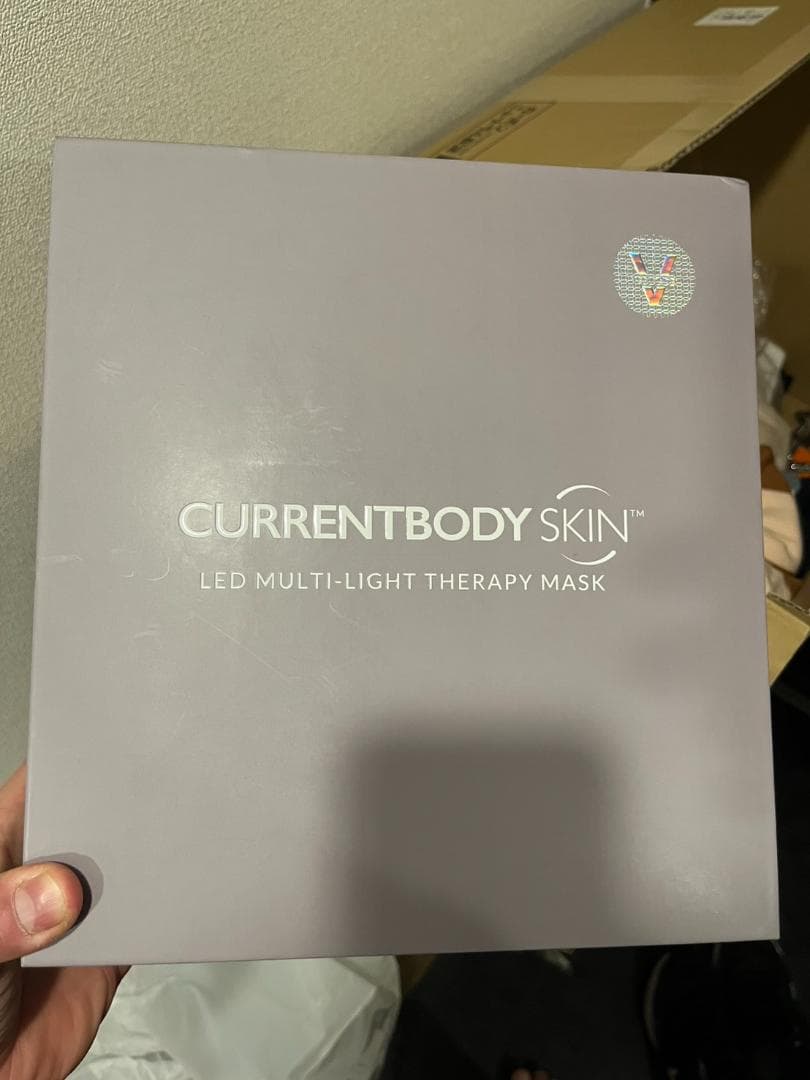 CURRENTBODY SKIN™
LED MULTI-LIGHT THERAPY MASK